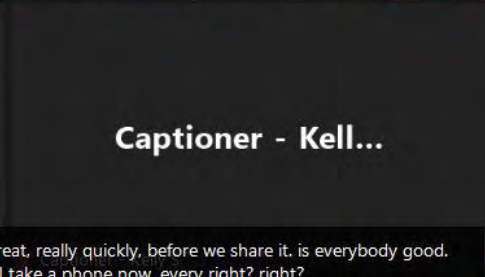 Captioner - Kell...
reat, really quickly, before we share it. is everybody good.
l take a phone now, every right? right?
Captioner - Kelly S